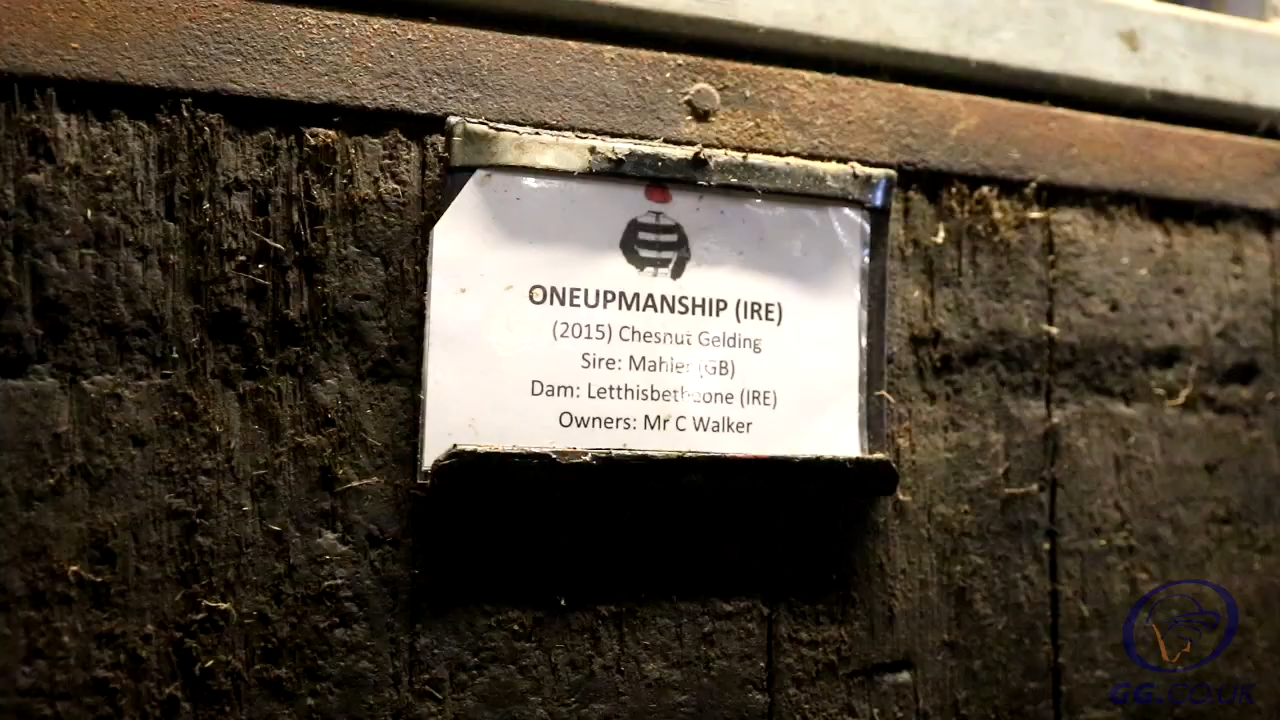 ONEUPMANSHIP (IRE)
(2015) Chesnut Gelding
Sire: Mahler (GB)
Dam: Letthisbetheone (IRE)
Owners: Mr C Walker
GG.CO.UK